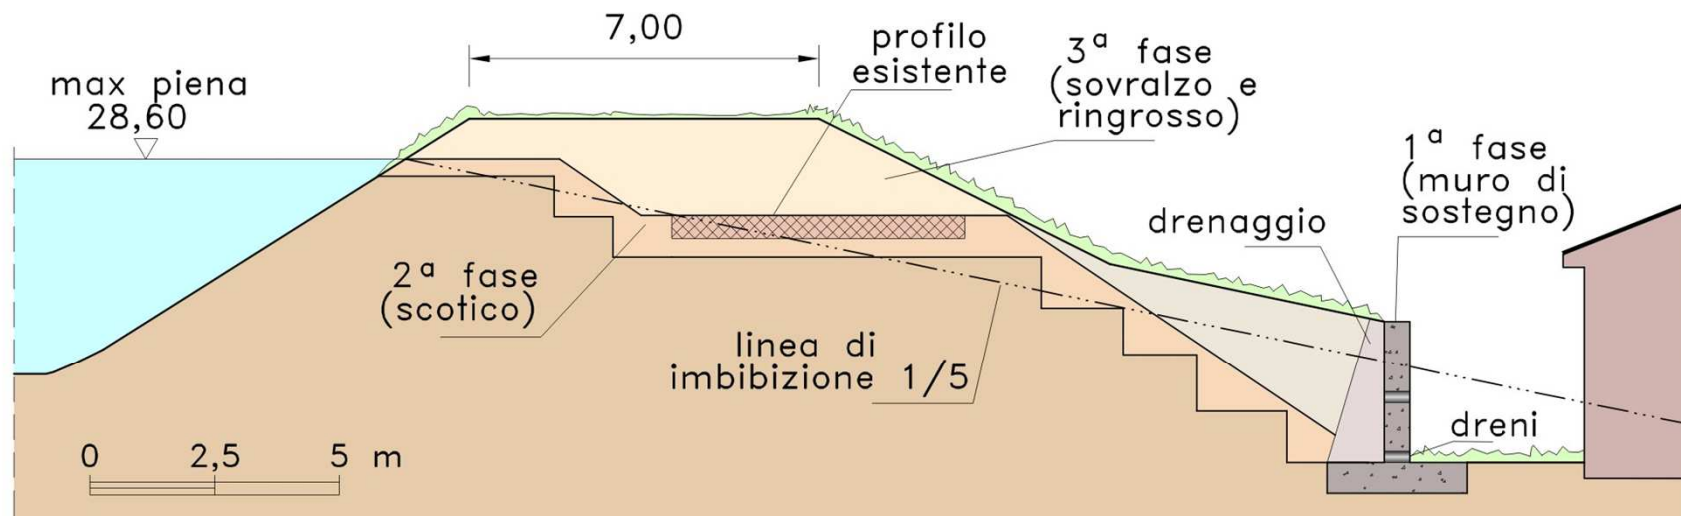 7,00
max piena
28,60
profilo
esistente
3ª fase
(sovralzo e
ringrosso)
1ª fase
(muro di
sostegno)
drenaggio
2ª fase
(scotico)
linea di
imbibizione 1/5
dreni
0 2,5 5 m